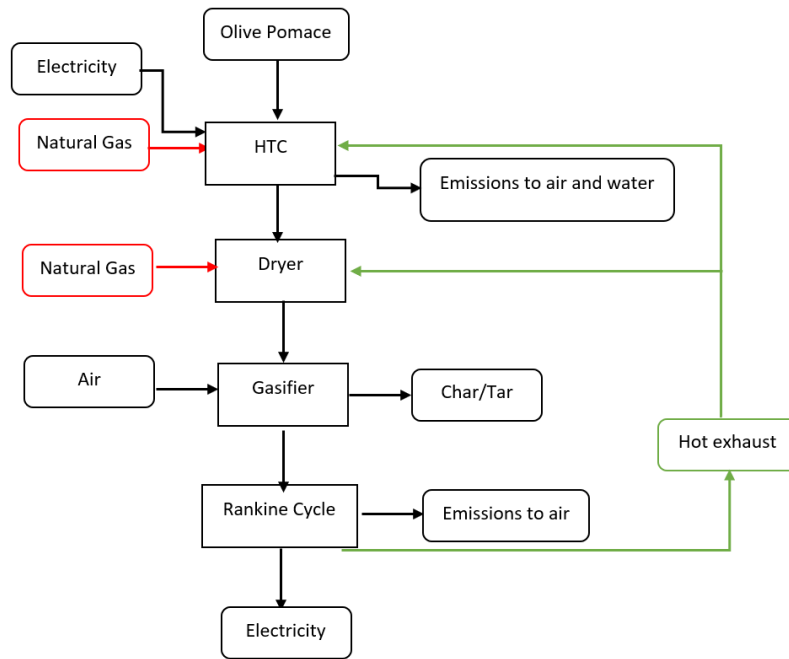 Olive Pomace
Electricity
Natural Gas
HTC
Emissions to air and water
Natural Gas
Dryer
Air
Gasifier
Char/Tar
Hot exhaust
Rankine Cycle
Emissions to air
Electricity